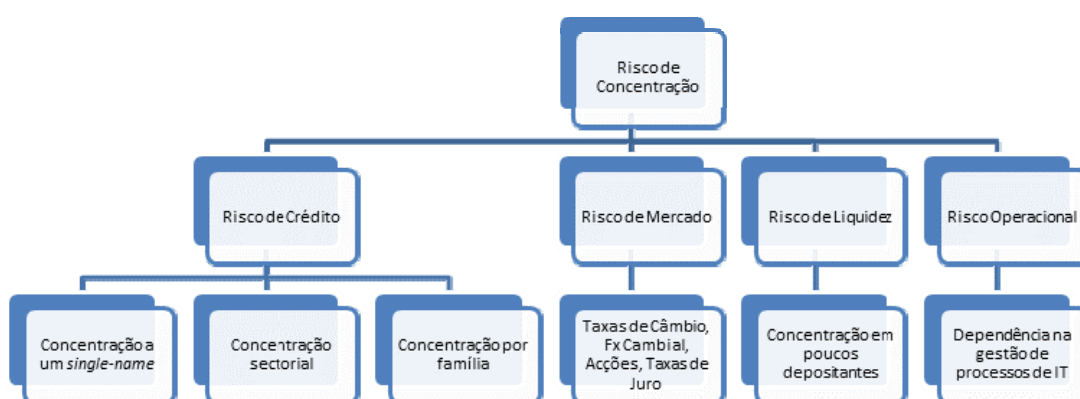 Risco de
Concentração
Risco de Crédito
Risco de Mercado
Risco de Liquidez
Risco Operacional
Concentração a
um single-name
Concentração
sectorial
Concentração por
família
Taxas de Câmbio,
Fx Cambial,
Acções, Taxas de
Juro
Concentração em
poucos
depositantes
Dependência na
gestão de
processos de IT